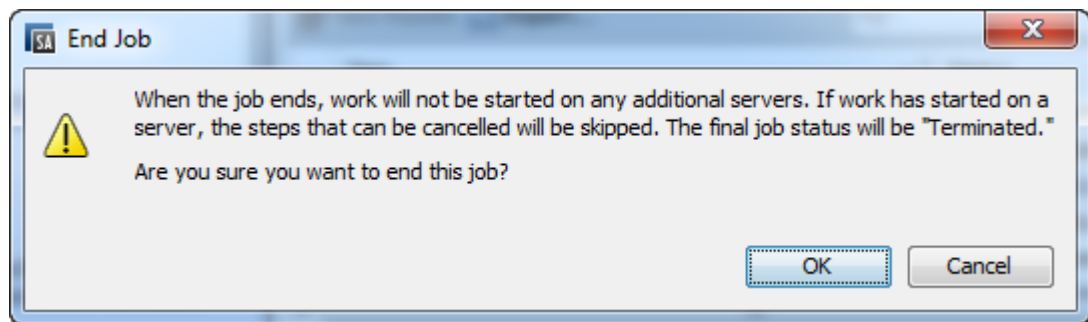 SA End Job
When the job ends, work will not be started on any additional servers. If work has started on a
server, the steps that can be cancelled will be skipped. The final job status will be "Terminated."
Are you sure you want to end this job?
OK Cancel